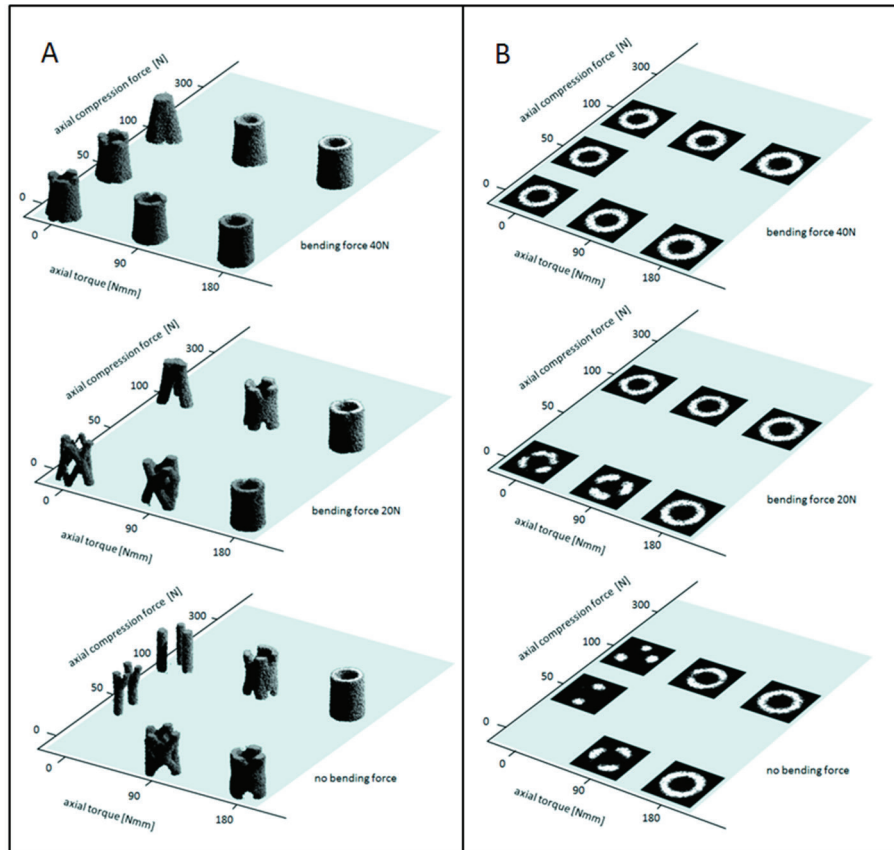 A
axial compression force [N]
300
100
50
0
0
90
180
axial torque [Nmm]
bending force 40N
axial compression force [N]
300
100
50
0
0
90
180
axial torque [Nmm]
bending force 20N
axial compression force [N]
300
100
50
0
0
90
180
axial torque [Nmm]
no bending force
B
axial compression force [N]
300
100
50
0
0
90
180
axial torque [Nmm]
bending force 40N
axial compression force [N]
300
100
50
0
0
90
180
axial torque [Nmm]
bending force 20N
axial compression force [N]
300
100
50
0
0
90
180
axial torque [Nmm]
no bending force